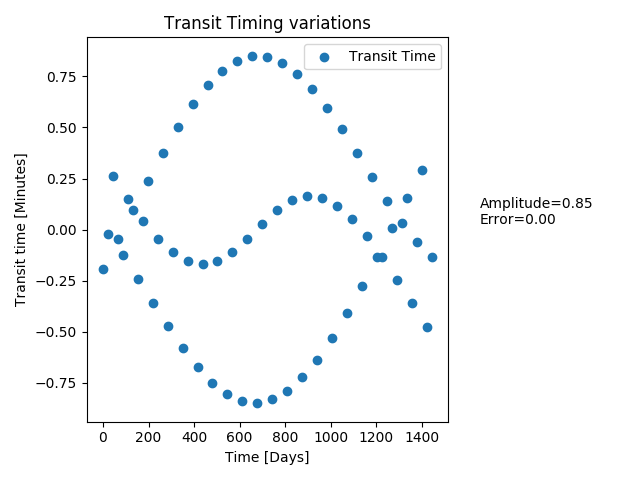 Transit Timing variations
Transit Time
0.75
0.50
0.25
0.00
−0.25
−0.50
−0.75
Transit time [Minutes]
0 200 400 600 800 1000 1200 1400
Time [Days]
Amplitude=0.85
Error=0.00